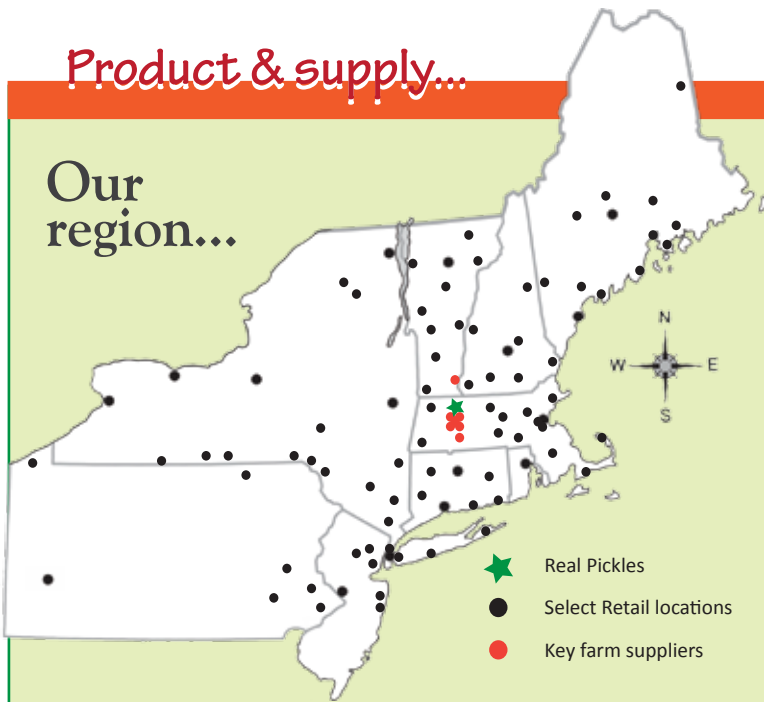 Product & supply...
Our
region...
N
W E
S
Real Pickles
Select Retail locations
Key farm suppliers